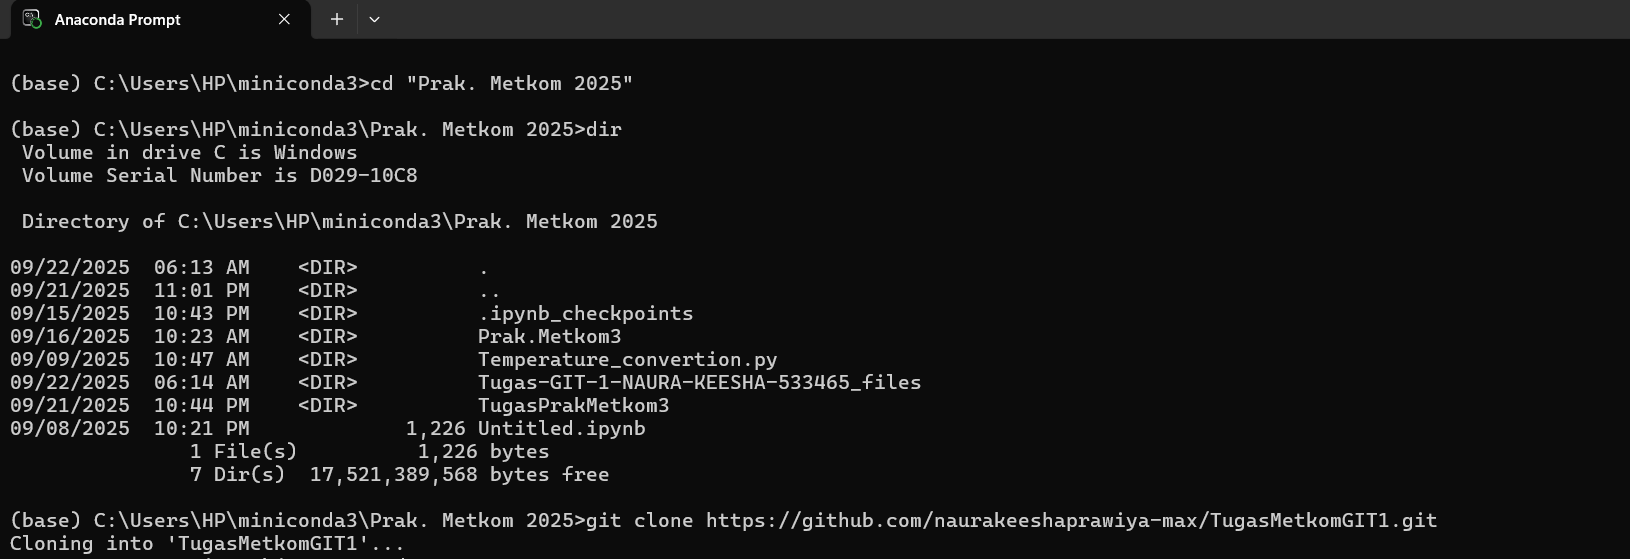 Anaconda Prompt
(base) C:\Users\HP\miniconda3>cd "Prak. Metkom 2025"
(base) C:\Users\HP\miniconda3\Prak. Metkom 2025>dir
Volume in drive C is Windows
Volume Serial Number is D029-10C8
Directory of C:\Users\HP\miniconda3\Prak. Metkom 2025
09/22/2025  06:13 AM    <DIR>          .
09/21/2025  11:01 PM    <DIR>          ..
09/15/2025  10:43 PM    <DIR>          .ipynb_checkpoints
09/16/2025  10:23 AM    <DIR>          Prak.Metkom3
09/09/2025  10:47 AM    <DIR>          Temperature_convertion.py
09/22/2025  06:14 AM    <DIR>          Tugas-GIT-1-NAURA-KEESHA-533465_files
09/21/2025  10:44 PM    <DIR>          TugasPrakMetkom3
09/08/2025  10:21 PM             1,226 Untitled.ipynb
1 File(s)          1,226 bytes
7 Dir(s)  17,521,389,568 bytes free
(base) C:\Users\HP\miniconda3\Prak. Metkom 2025>git clone https://github.com/naurakeeshaprawiya-max/TugasMetkomGIT1.git
Cloning into 'TugasMetkomGIT1'...